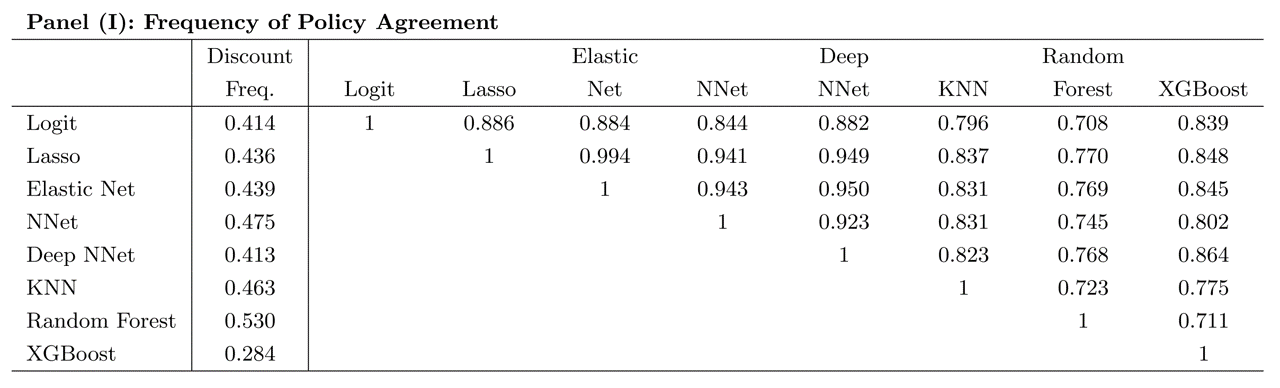 Panel (I): Frequency of Policy Agreement
Discount Elastic Deep Random
Freq. Logit Lasso Net NNet NNet KNN Forest XGBoost
Logit 0.414 1 0.886 0.884 0.844 0.882 0.796 0.708 0.839
Lasso 0.436 1 0.994 0.941 0.949 0.837 0.770 0.848
Elastic Net 0.439 1 0.943 0.950 0.831 0.769 0.845
NNet 0.475 1 0.923 0.831 0.745 0.802
Deep NNet 0.413 1 0.823 0.768 0.864
KNN 0.463 1 0.723 0.775
Random Forest 0.530 1 0.711
XGBoost 0.284 1